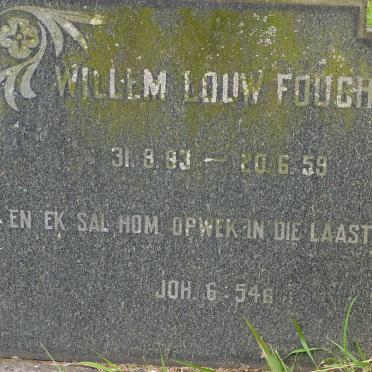 WILLEM LOUW FOUCH
31.8.93 — 20.6.59
EN EK SAL HOM OPWEK IN DIE LAAST
JOH. 6:54б